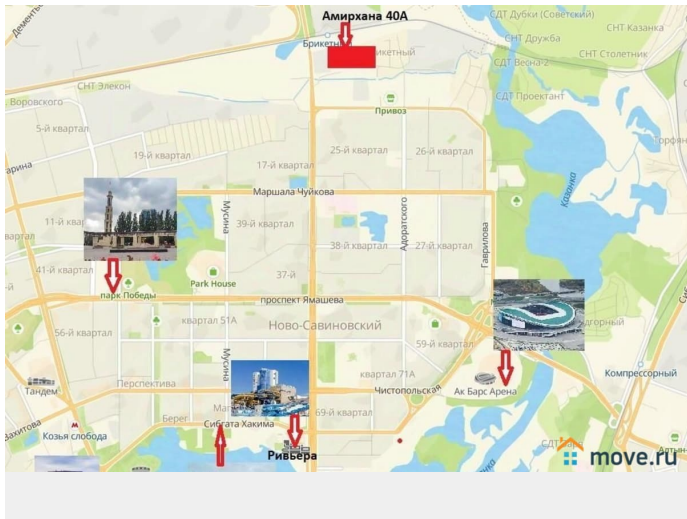 Амирхана 40А
СДТ Дубки (Советский)
СНТ Казанка
СНТ Дружба
Брикетный
СНТ Столетник
СДТ Весна-2
СНТ Элекон
СДТ Проектант
Воровского
Привоз
5-й квартал
19-й квартал
25-й квартал
26-й квартал
17-й квартал
Маршала Чуйкова
Казанка
Мусина
39-й квартал
Адоратского
Гаврилова
38-й квартал
27-й квартал
41-й квартал
37-й
Park House
парк Победы
проспект Ямашева
квартал 51А
Ново-Савиновский
56-й квартал
59-й квартал
Мусина
квартал 71А
Компрессорный
Перспектива
Чистопольская
Тандем
Ак Барс Арена
Берег
69-й квартал
Сибгата Хакима
Козья слобода
Ривьера
move.ru